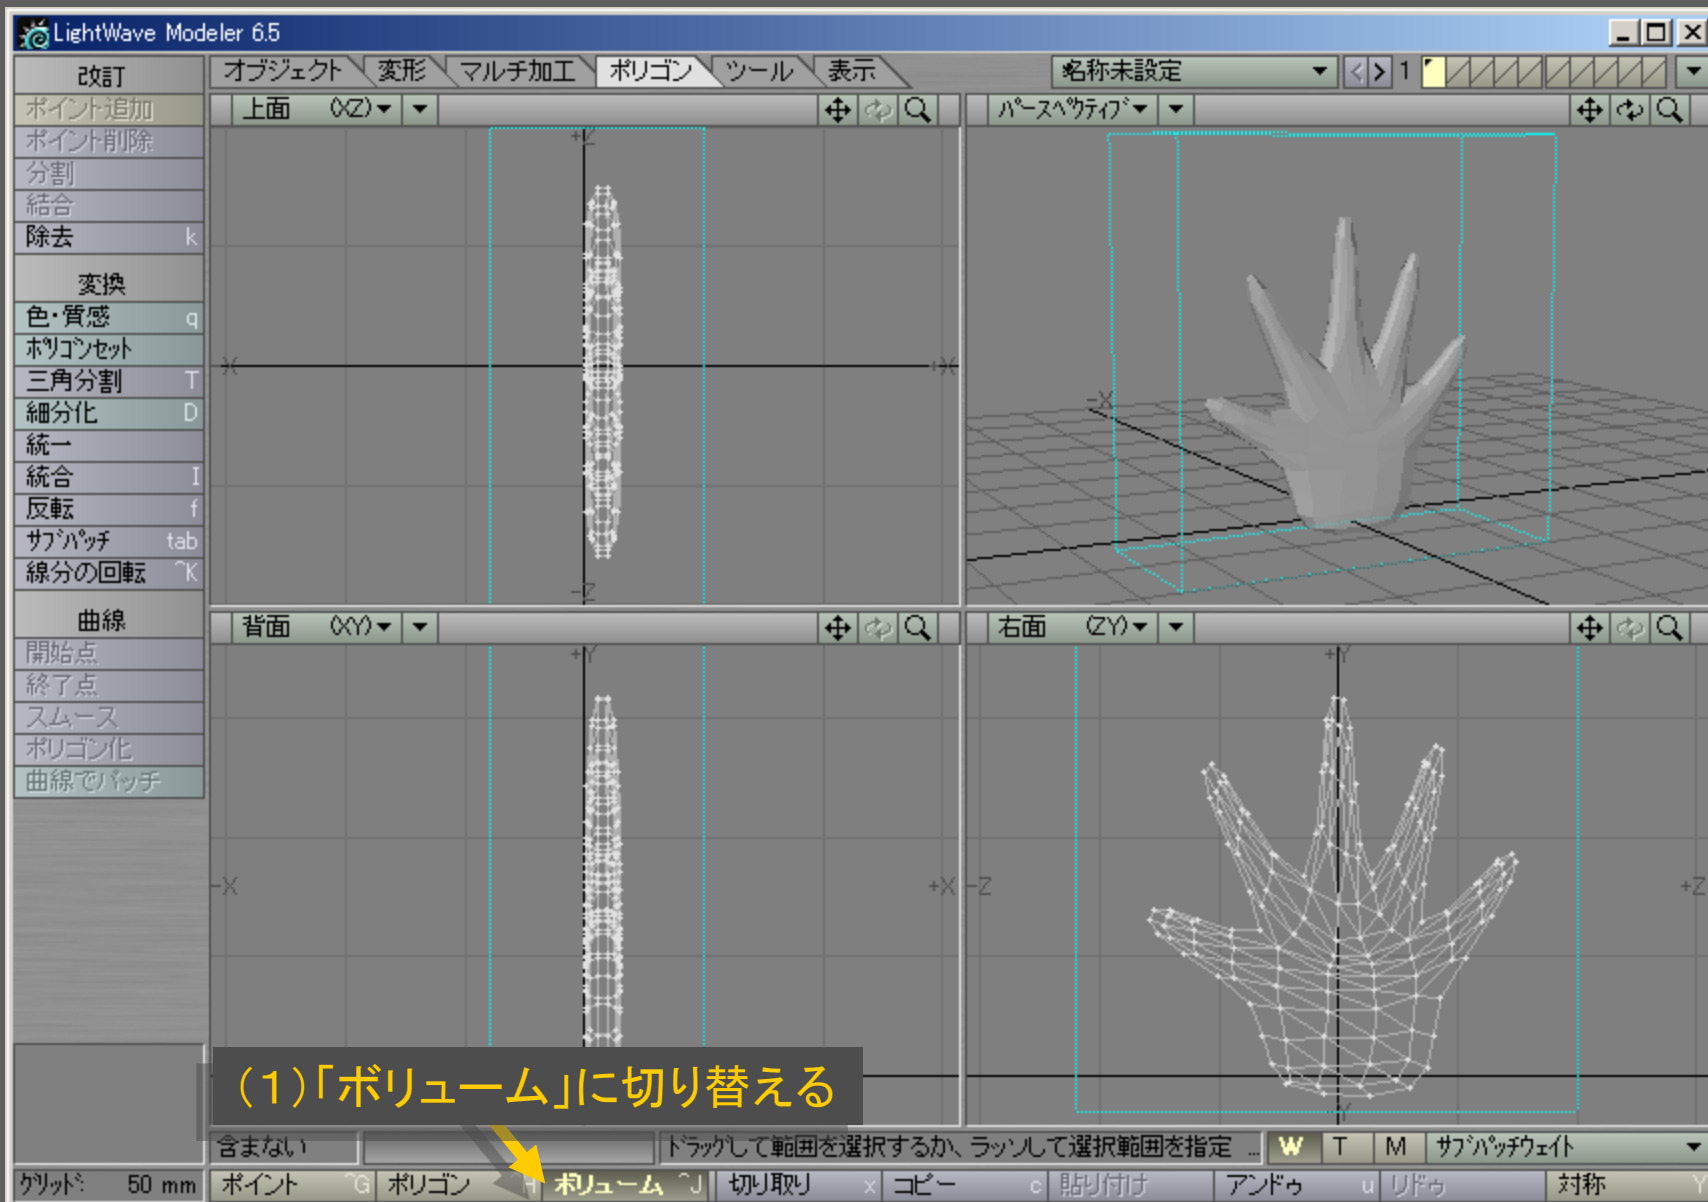 LightWave Modeler 6.5
オブジェクト 変形 マルチ加工 ポリゴン ツール 表示 名称未設定 1
改訂
ポイント追加
ポイント削除
分割
結合
除去 k
変換
色・質感 q
ポリゴンセット
三角分割 T
細分化 D
統一
統合 I
反転 f
サブパッチ tab
線分の回転 ^K
曲線
開始点
終了点
スムース
ポリゴン化
曲線でパッチ
上面 (XZ)
+Z
-X
+X
-Z
パースペクティブ
-X
背面 (XY)
+Y
-X
+X
右面 (ZY)
+Y
-Z
+Z
-Y
（１）「ボリューム」に切り替える
含まない ドラッグして範囲を選択するか、ラッソして選択範囲を指定 ... W T M サブパッチウェイト
グリッド: 50 mm ポイント ^G ポリゴン ^H ボリューム ^J 切り取り x コピー c 貼り付け アンドゥ u リドゥ 対称 Y